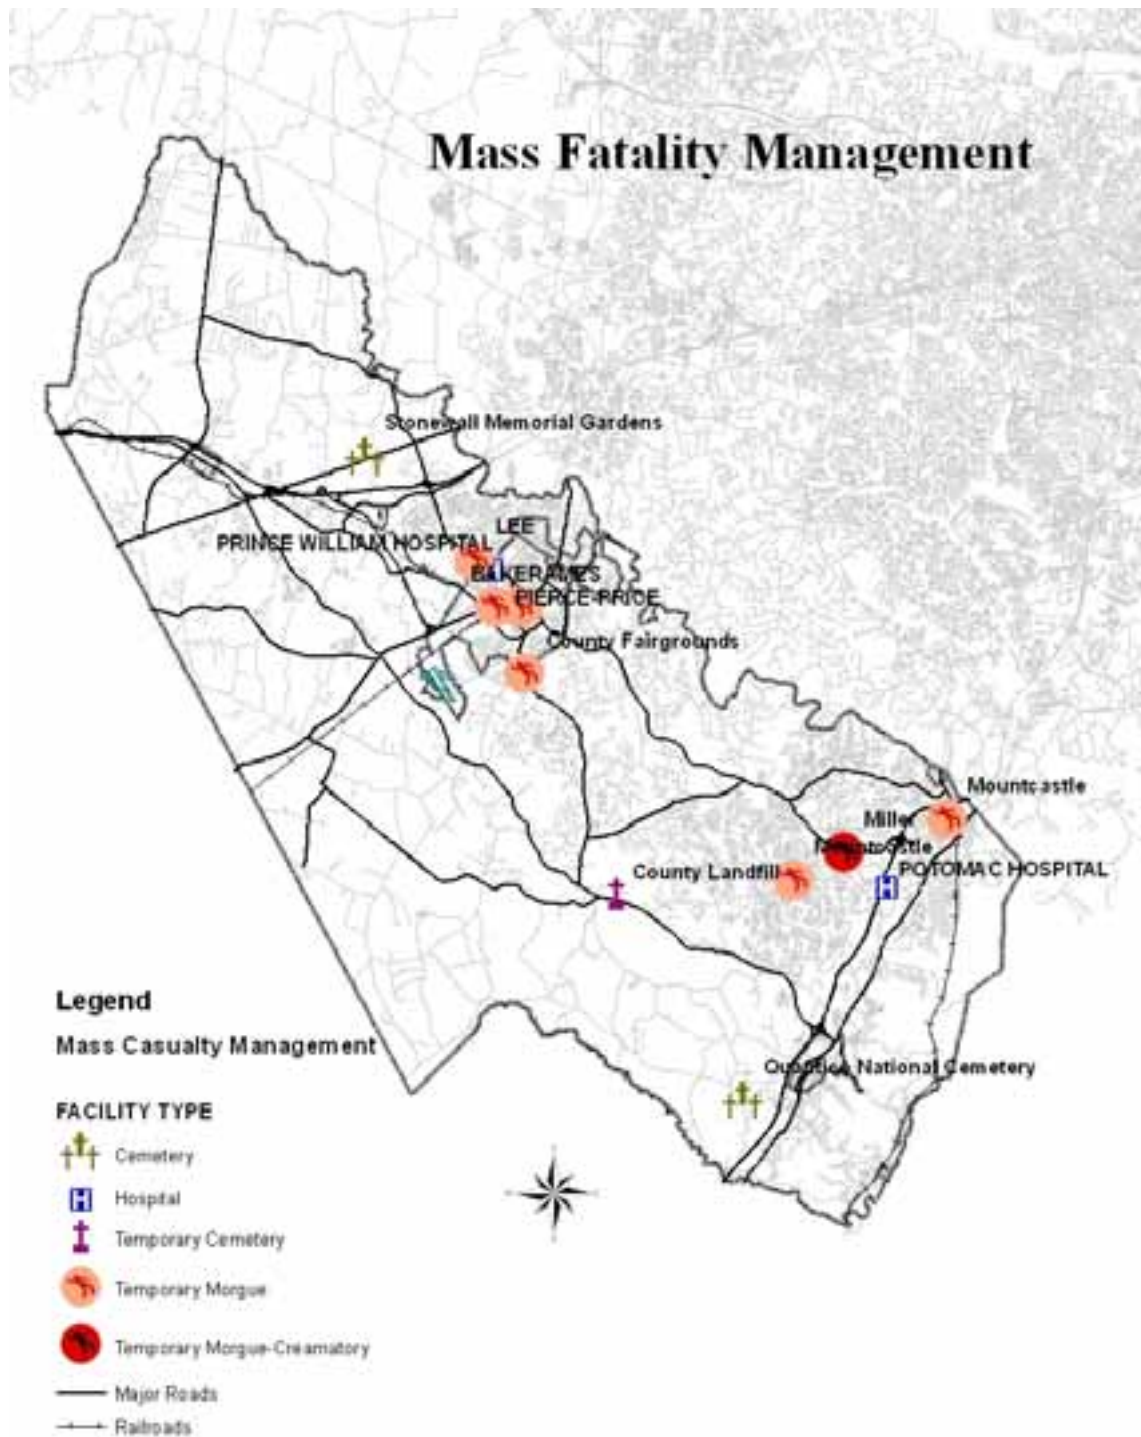 Mass Fatality Management
Stonewall Memorial Gardens
LEE
PRINCE WILLIAM HOSPITAL
PIERCE-PRICE
County Fairgrounds
Mountcastle
Miller
County Landfill
POTOMAC HOSPITAL
Quantico National Cemetery
Legend
Mass Casualty Management
FACILITY TYPE
Cemetery
H Hospital
Temporary Cemetery
Temporary Morgue
Temporary Morgue-Creamatory
Major Roads
Railroads